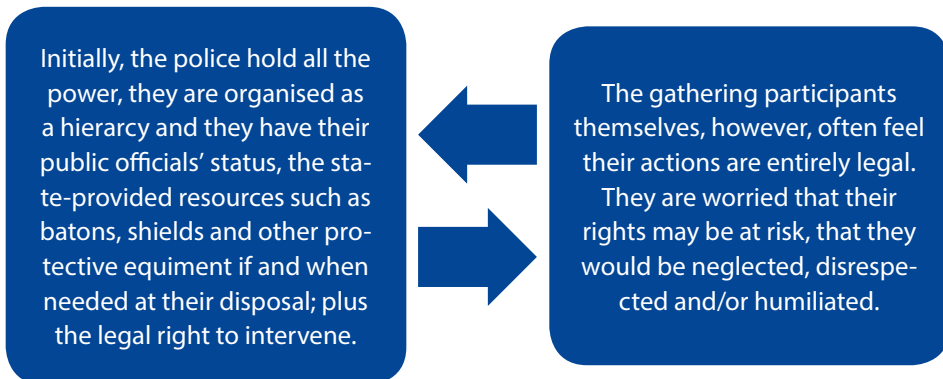 Initially, the police hold all the
power, they are organised as
a hierarcy and they have their
public officials' status, the sta-
te-provided resources such as
batons, shields and other pro-
tective equiment if and when
needed at their disposal; plus
the legal right to intervene.
The gathering participants
themselves, however, often feel
their actions are entirely legal.
They are worried that their
rights may be at risk, that they
would be neglected, disrespe-
cted and/or humiliated.